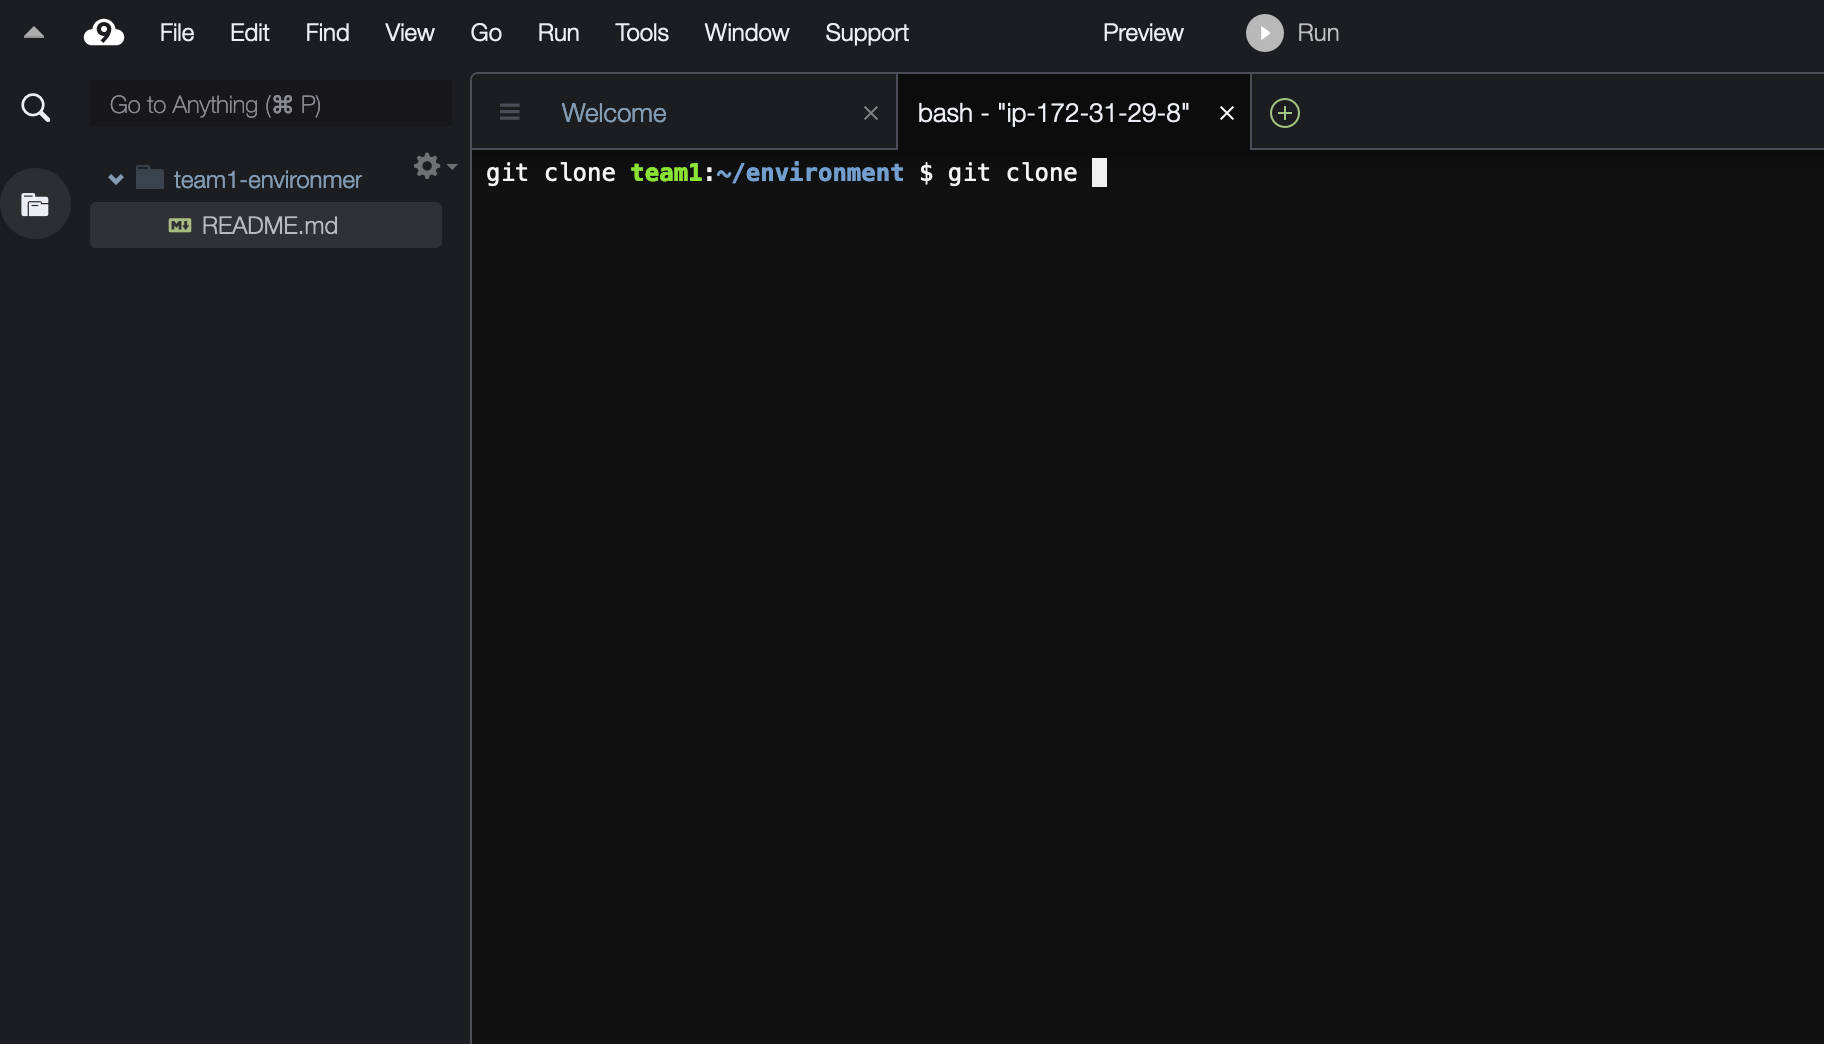 9 File Edit Find View Go Run Tools Window Support Preview Run
Go to Anything (⌘ P)
Welcome
bash - "ip-172-31-29-8"
team1-environmer
M↓ README.md
git clone team1:~/environment $ git clone